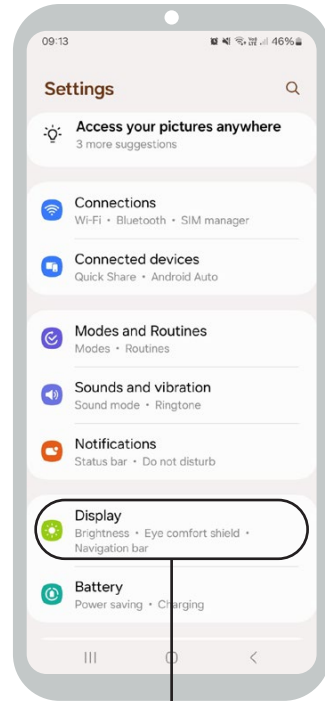 09:13 46%
Settings
Access your pictures anywhere
3 more suggestions
Connections
Wi-Fi • Bluetooth • SIM manager
Connected devices
Quick Share • Android Auto
Modes and Routines
Modes • Routines
Sounds and vibration
Sound mode • Ringtone
Notifications
Status bar • Do not disturb
Display
Brightness • Eye comfort shield •
Navigation bar
Battery
Power saving • Charging